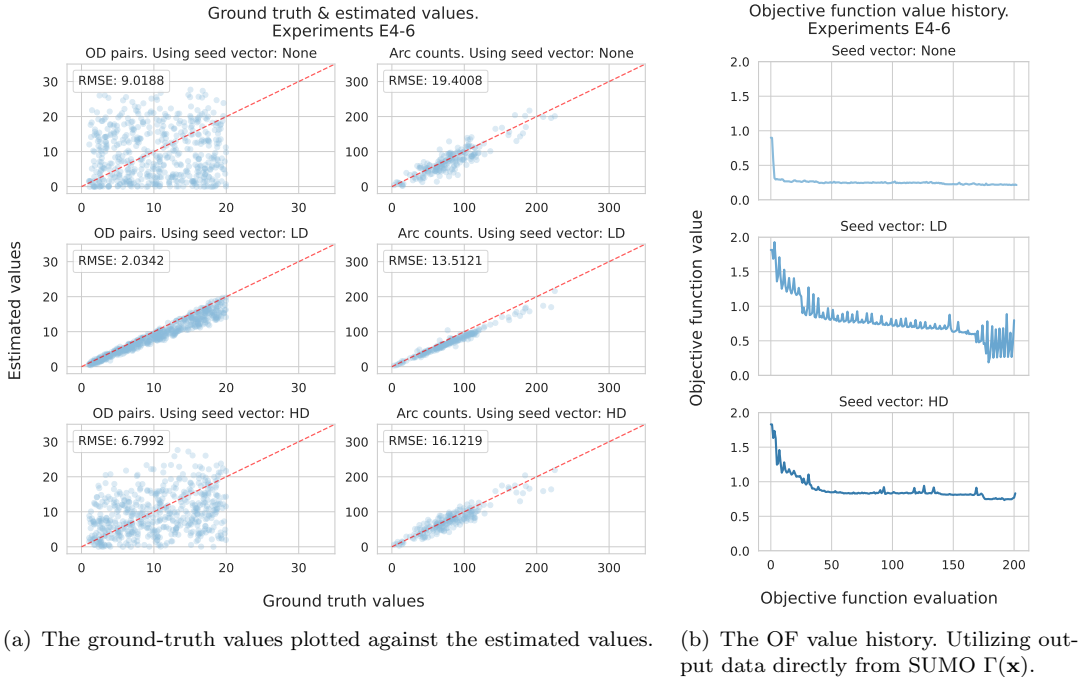 Ground truth & estimated values.
Experiments E4-6
OD pairs. Using seed vector: None
RMSE: 9.0188
30
20
10
0
0 10 20 30
Arc counts. Using seed vector: None
RMSE: 19.4008
300
200
100
0
0 100 200 300
OD pairs. Using seed vector: LD
RMSE: 2.0342
30
20
10
0
0 10 20 30
Arc counts. Using seed vector: LD
RMSE: 13.5121
300
200
100
0
0 100 200 300
OD pairs. Using seed vector: HD
RMSE: 6.7992
30
20
10
0
0 10 20 30
Arc counts. Using seed vector: HD
RMSE: 16.1219
300
200
100
0
0 100 200 300
Estimated values
Ground truth values
Objective function value history.
Experiments E4-6
Seed vector: None
2.0
1.5
1.0
0.5
0.0
Seed vector: LD
2.0
1.5
1.0
0.5
0.0
Seed vector: HD
2.0
1.5
1.0
0.5
0.0
0 50 100 150 200
Objective function value
Objective function evaluation
(a) The ground-truth values plotted against the estimated values.
(b) The OF value history. Utilizing out-
put data directly from SUMO Γ(x).